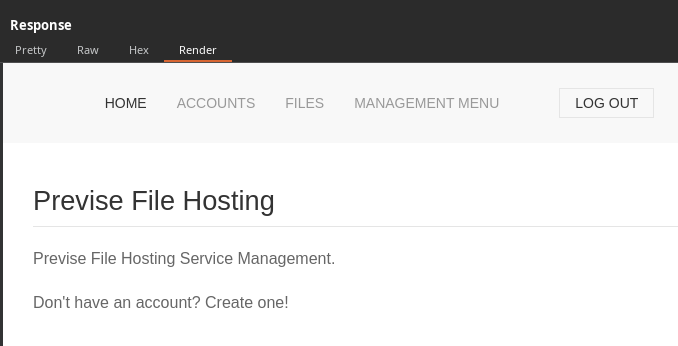 Response
Pretty Raw Hex Render
HOME ACCOUNTS FILES MANAGEMENT MENU LOG OUT
Previse File Hosting
Previse File Hosting Service Management.
Don't have an account? Create one!